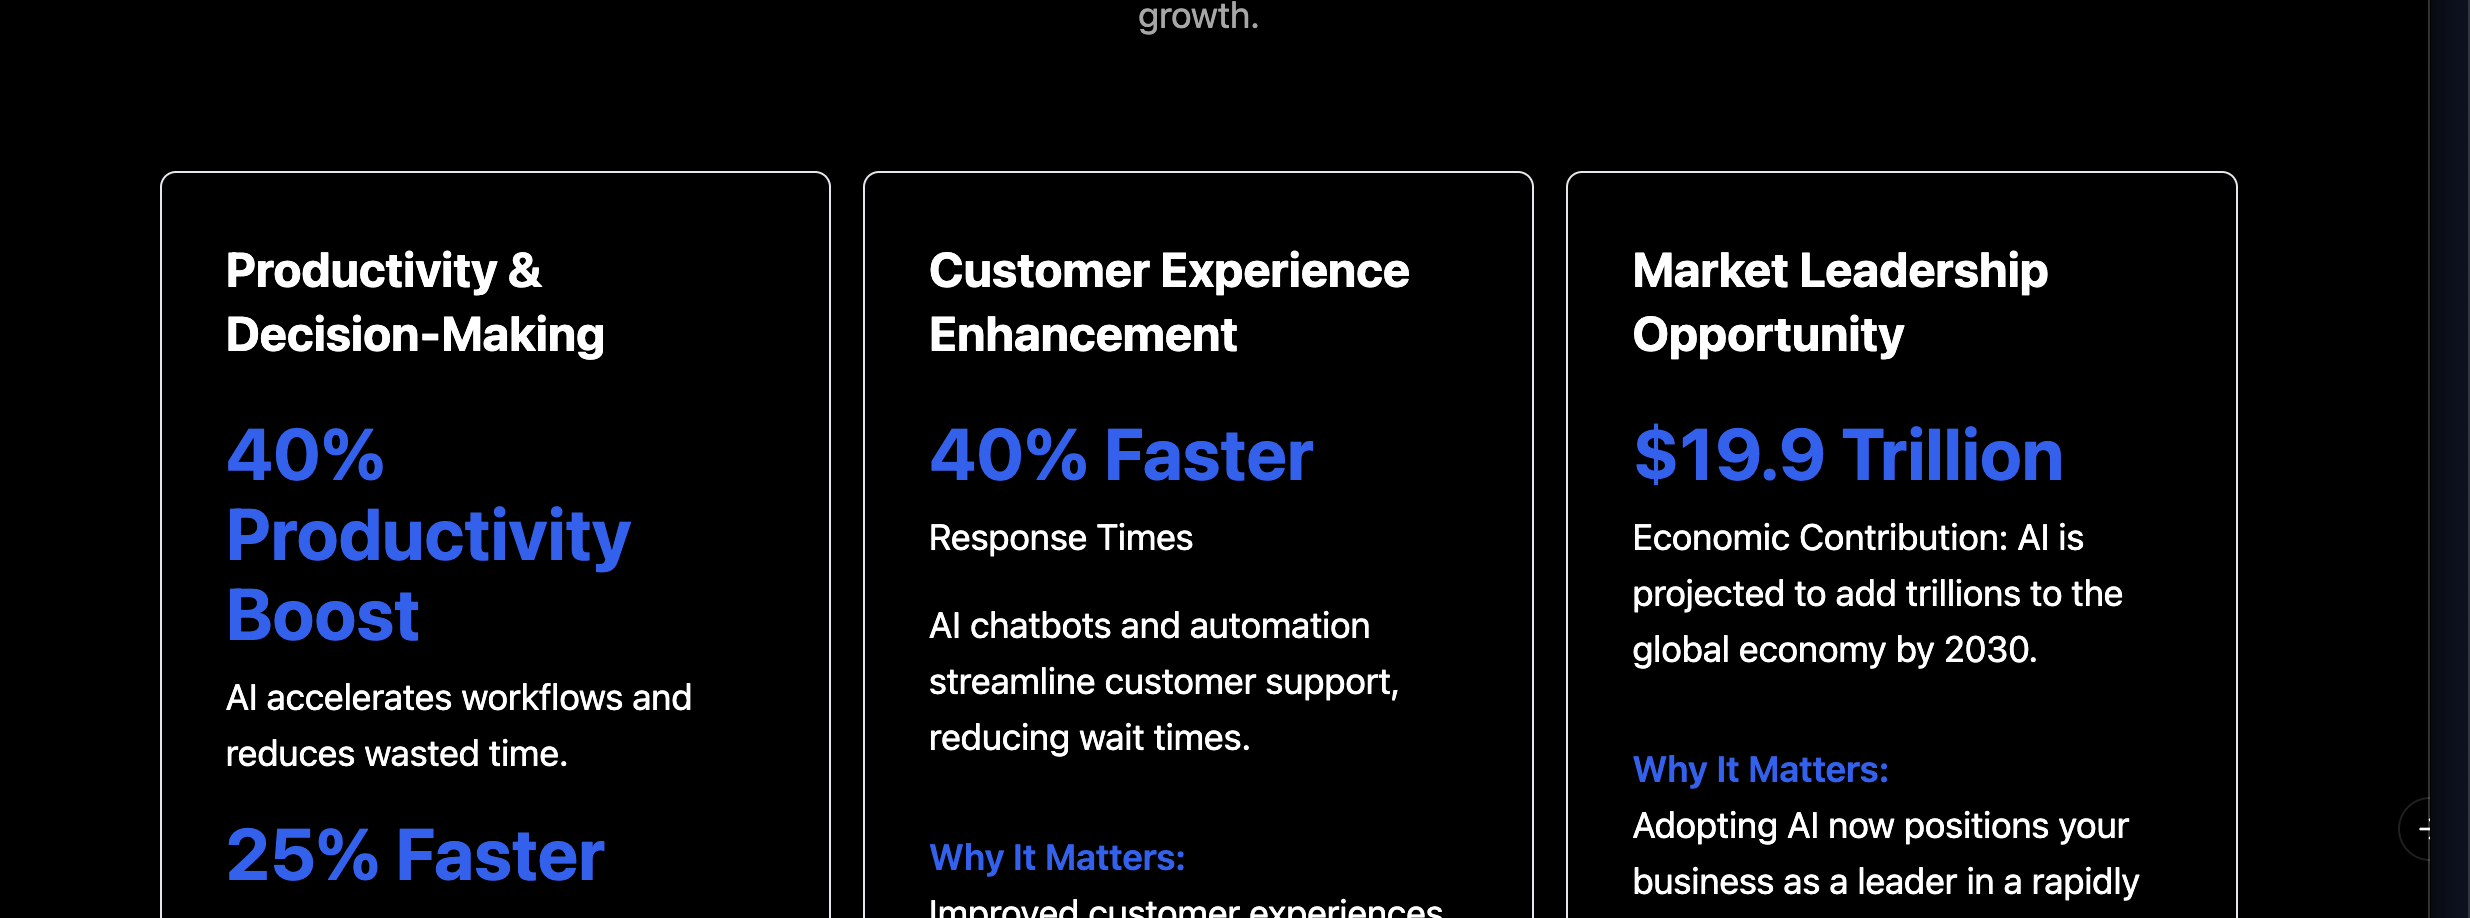 growth.
Productivity &
Decision-Making
40%
Productivity
Boost
AI accelerates workflows and
reduces wasted time.
25% Faster
Customer Experience
Enhancement
40% Faster
Response Times
AI chatbots and automation
streamline customer support,
reducing wait times.
Why It Matters:
Improved customer experiences
Market Leadership
Opportunity
$19.9 Trillion
Economic Contribution: AI is
projected to add trillions to the
global economy by 2030.
Why It Matters:
Adopting AI now positions your
business as a leader in a rapidly